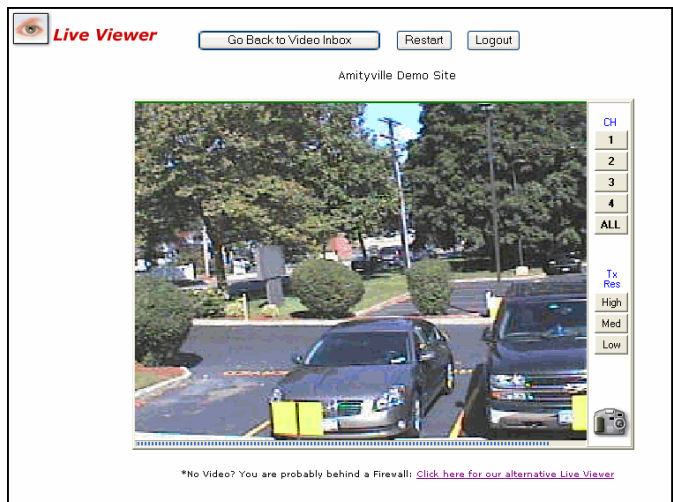 Live Viewer
Go Back to Video Inbox
Restart
Logout
Amityville Demo Site
CH
1
2
3
4
ALL
Tx
Res
High
Med
Low
*No Video? You are probably behind a Firewall: Click here for our alternative Live Viewer